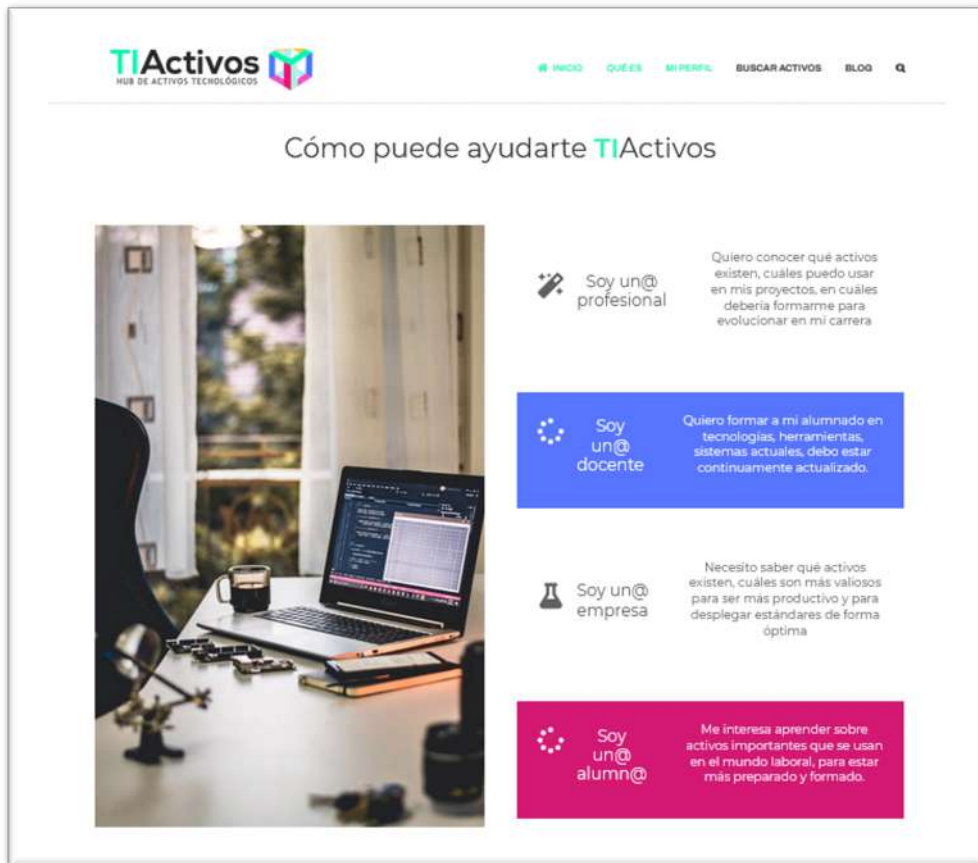 TIActivos
HUB DE ACTIVOS TECNOLÓGICOS
INICIO QUÉ ES MI PERFIL BUSCAR ACTIVOS BLOG
Cómo puede ayudarte TIActivos
Soy un@
profesional
Quiero conocer qué activos
existen, cuáles puedo usar
en mis proyectos, en cuáles
debería formarme para
evolucionar en mi carrera
Soy
un@
docente
Quiero formar a mi alumnado en
tecnologías, herramientas,
sistemas actuales, debo estar
continuamente actualizado.
Soy un@
empresa
Necesito saber qué activos
existen, cuáles son más valiosos
para ser más productivo y para
desplegar estándares de forma
óptima
Soy
un@
alumn@
Me interesa aprender sobre
activos importantes que se usan
en el mundo laboral, para estar
más preparado y formado.